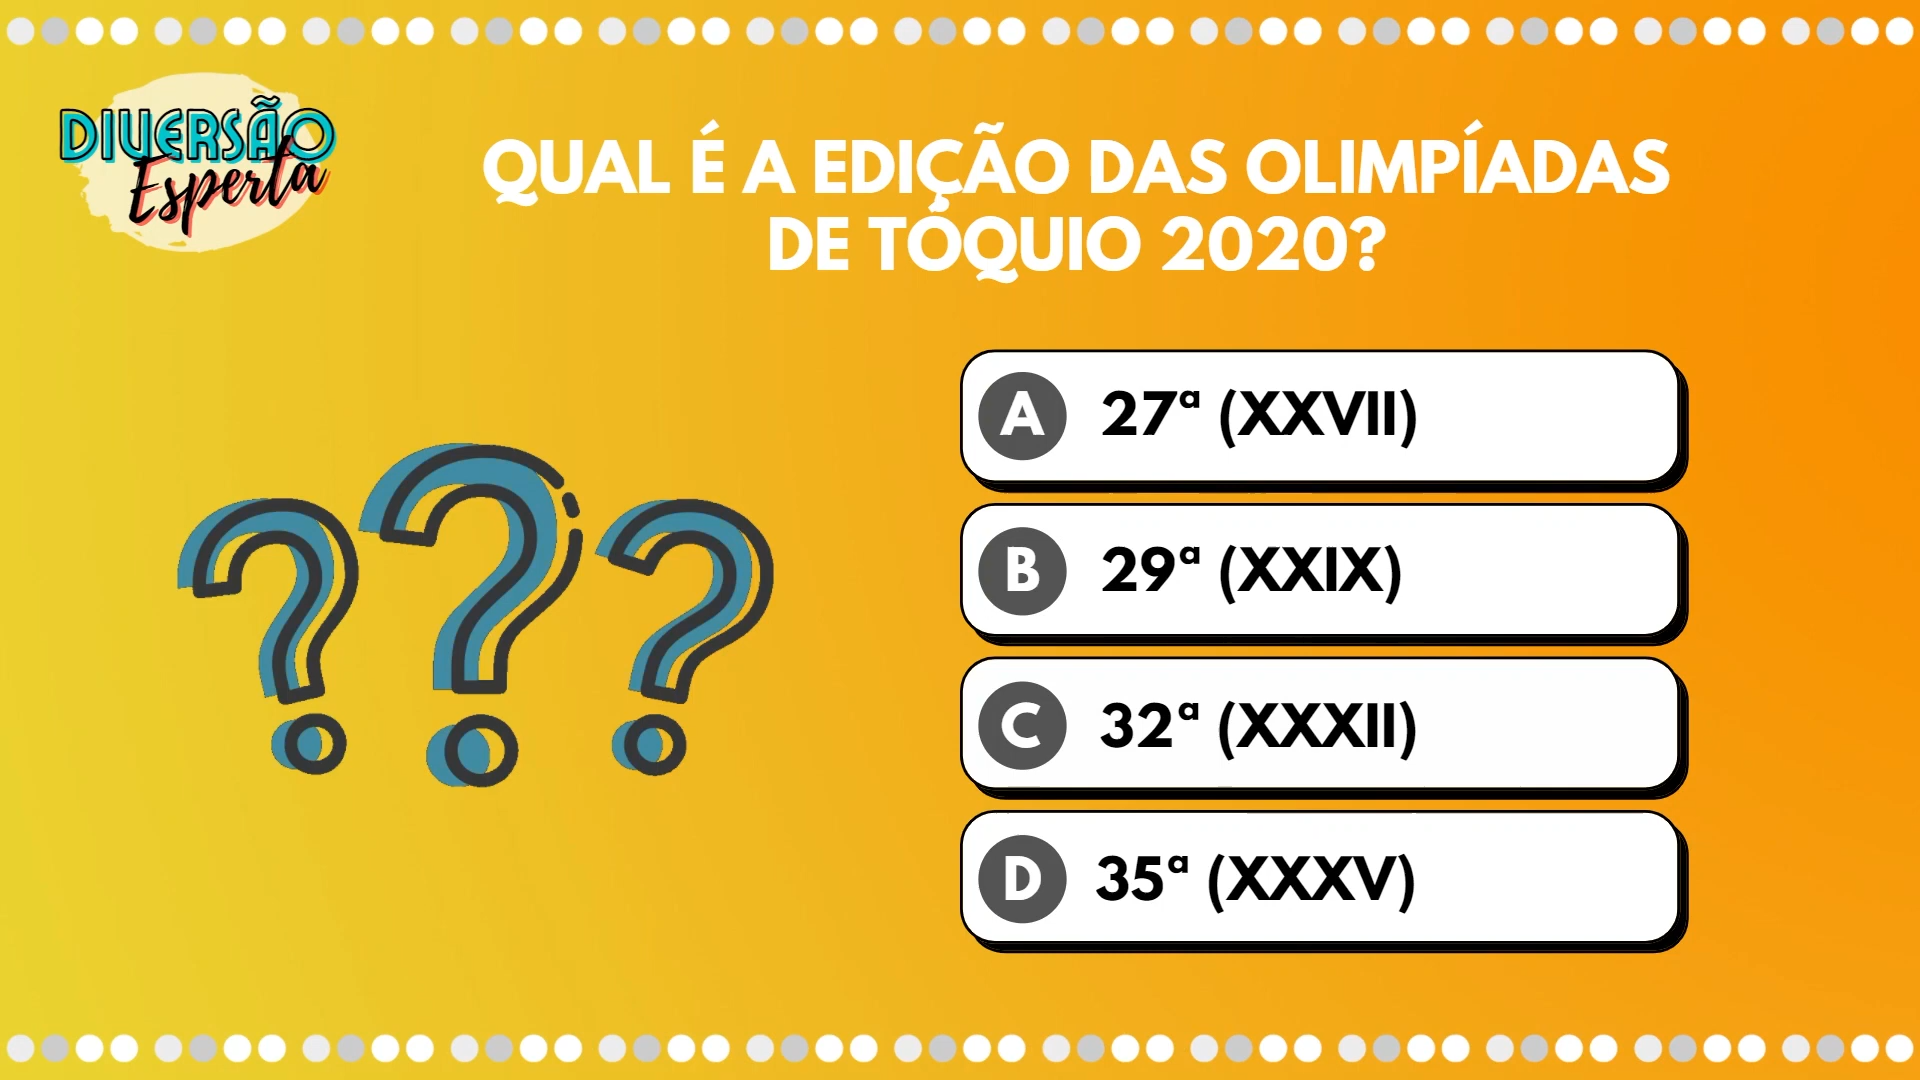 DIVERSÃO
Esperta
QUAL É A EDIÇÃO DAS OLIMPÍADAS
DE TÓQUIO 2020?
A 27ª (XXVII)
B 29ª (XXIX)
C 32ª (XXXII)
D 35ª (XXXV)